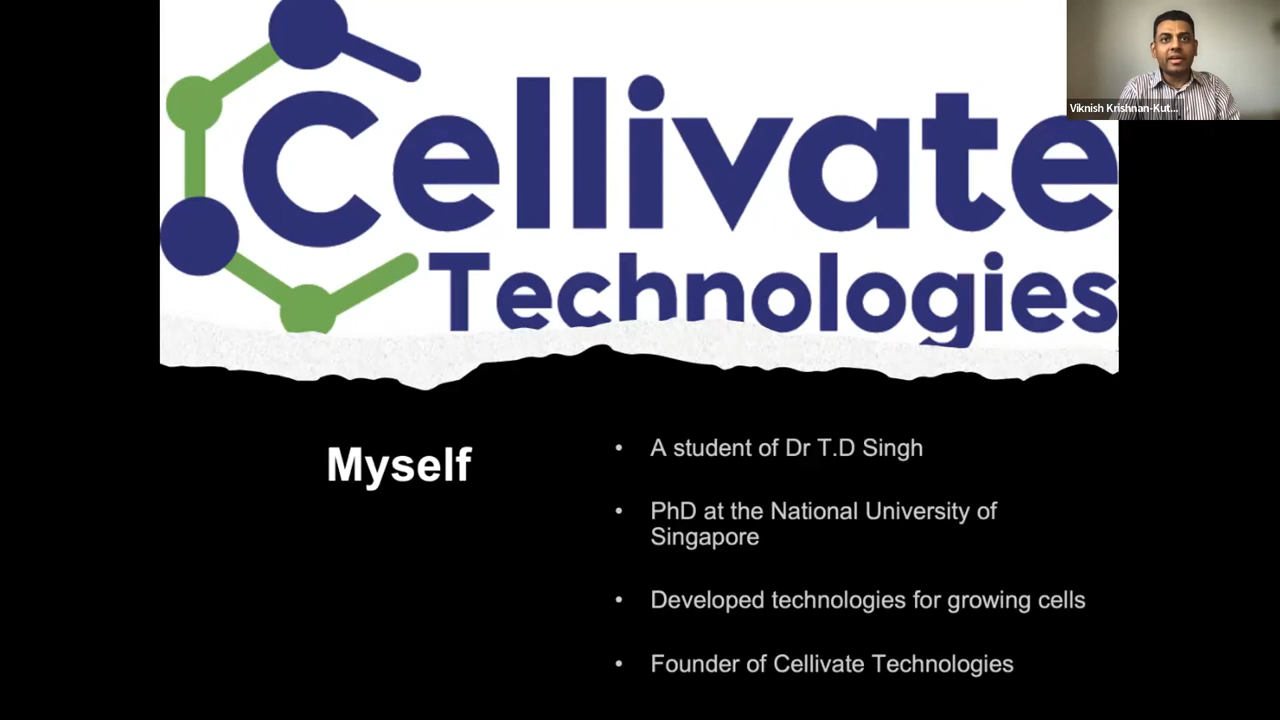 Cellivate
Technologies
Viknish Krishnan-Kut...
Myself
• A student of Dr T.D Singh
• PhD at the National University of
Singapore
• Developed technologies for growing cells
• Founder of Cellivate Technologies